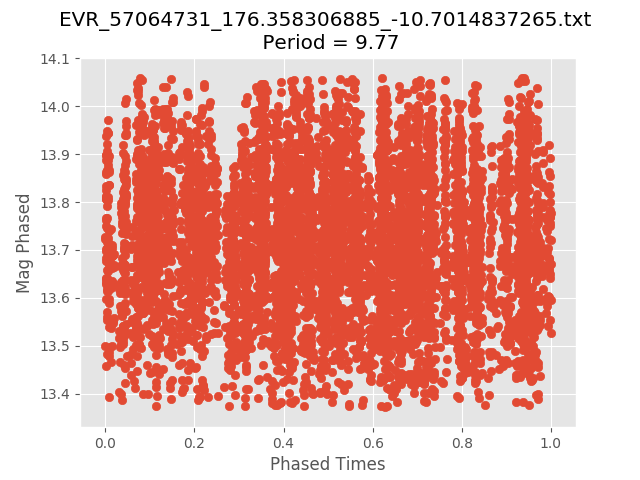 EVR_57064731_176.358306885_-10.7014837265.txt
Period = 9.77
14.1
14.0
13.9
13.8
13.7
13.6
13.5
13.4
Mag Phased
0.0 0.2 0.4 0.6 0.8 1.0
Phased Times